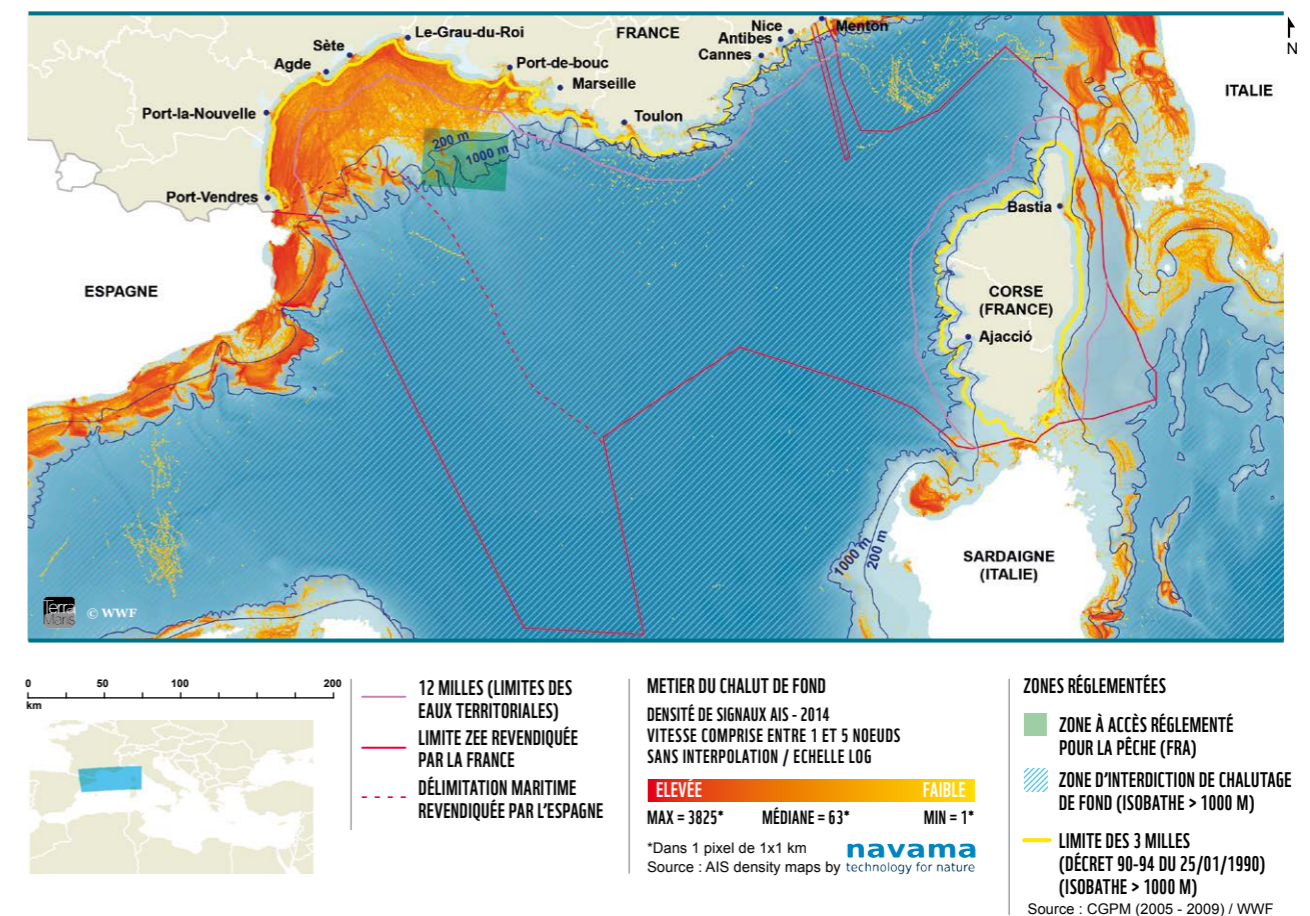 Le-Grau-du-Roi
FRANCE
Nice
Menton
Antibes
Cannes
N
Sète
Agde
Port-de-bouc
Marseille
ITALIE
Port-la-Nouvelle
Toulon
200 m
1000 m
Port-Vendres
Bastia
ESPAGNE
CORSE
(FRANCE)
Ajacció
1000 m
200 m
SARDAIGNE
(ITALIE)
Terra
Maris
© WWF
0 50 100 200
km
12 MILLES (LIMITES DES
EAUX TERRITORIALES)
LIMITE ZEE REVENDIQUÉE
PAR LA FRANCE
DÉLIMITATION MARITIME
REVENDIQUÉE PAR L'ESPAGNE
METIER DU CHALUT DE FOND
DENSITÉ DE SIGNAUX AIS - 2014
VITESSE COMPRISE ENTRE 1 ET 5 NOEUDS
SANS INTERPOLATION / ECHELLE LOG
ELEVÉE FAIBLE
MAX = 3825* MÉDIANE = 63* MIN = 1*
*Dans 1 pixel de 1x1 km
Source : AIS density maps by navama
technology for nature
ZONES RÉGLEMENTÉES
ZONE À ACCÈS RÉGLEMENTÉ
POUR LA PÊCHE (FRA)
ZONE D'INTERDICTION DE CHALUTAGE
DE FOND (ISOBATHE > 1000 M)
LIMITE DES 3 MILLES
(DÉCRET 90-94 DU 25/01/1990)
(ISOBATHE > 1000 M)
Source : CGPM (2005 - 2009) / WWF